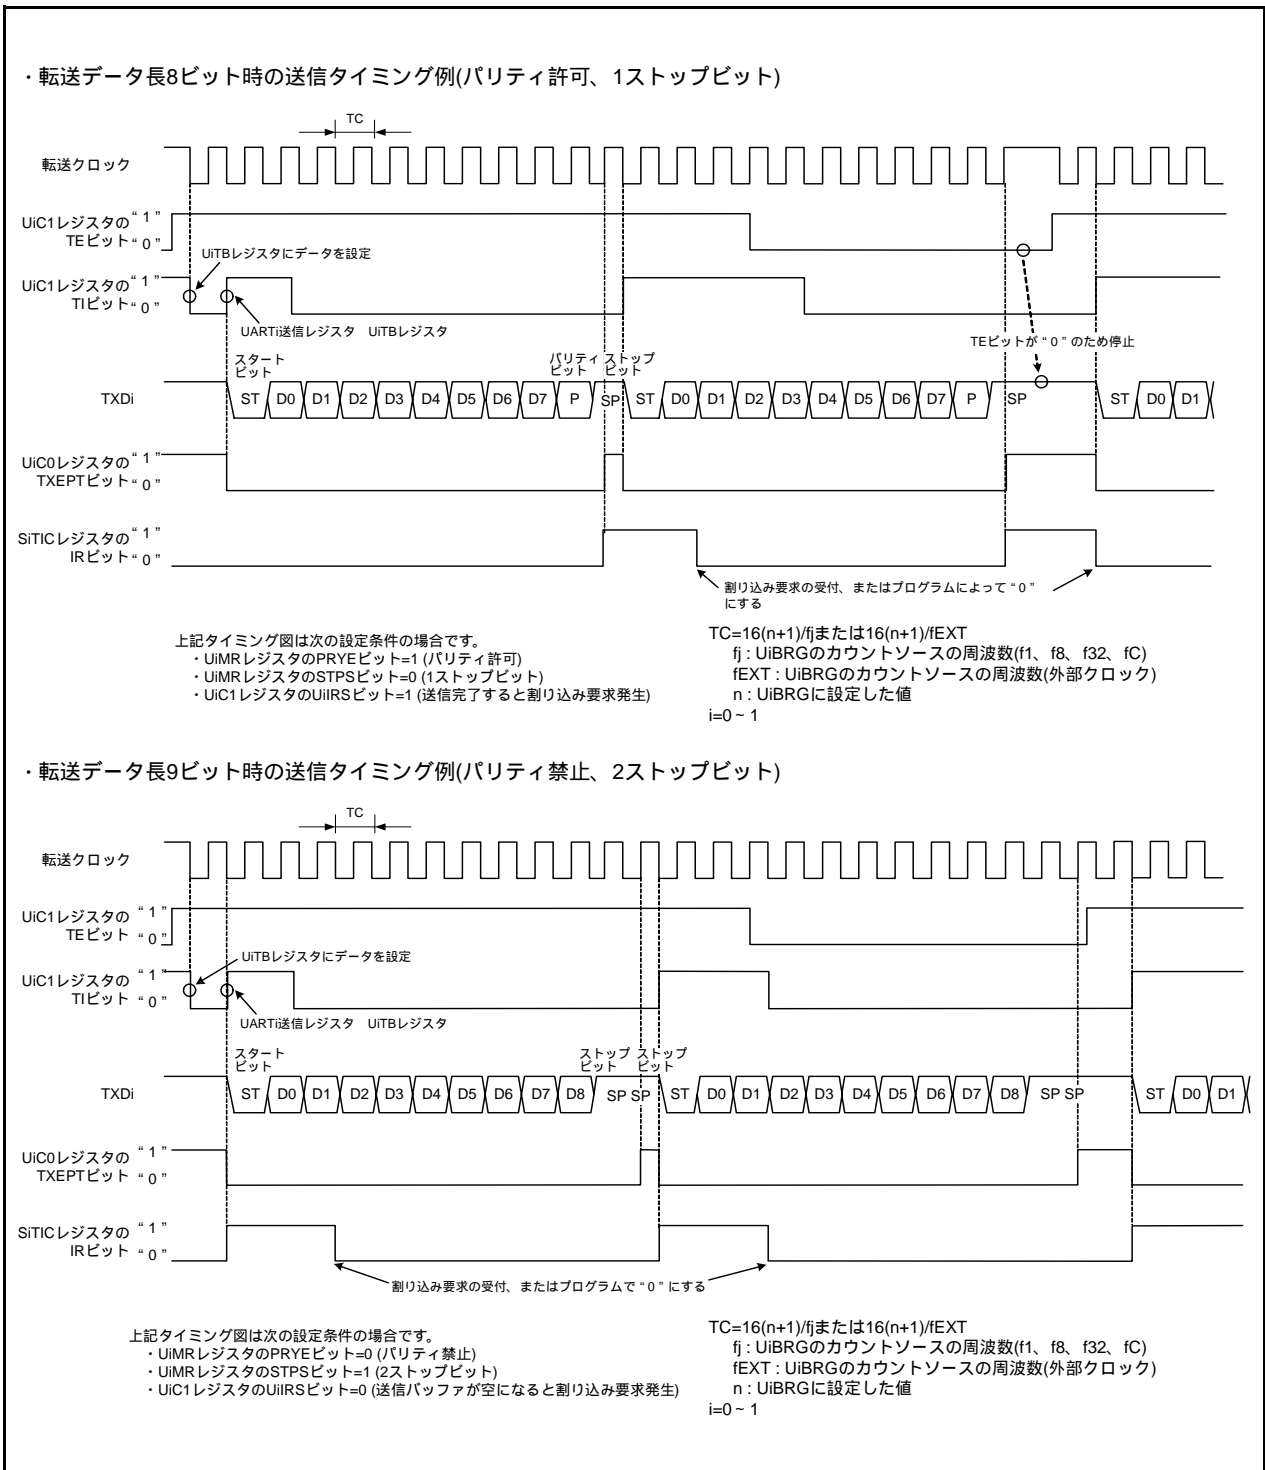 ・転送データ長8ビット時の送信タイミング例(パリティ許可、1ストップビット)
TC
転送クロック
UiC1レジスタの “ 1 ”
TEビット “ 0 ”
UiTBレジスタにデータを設定
UiC1レジスタの “ 1 ”
TIビット “ 0 ”
UARTi送信レジスタ UiTBレジスタ
TEビットが “ 0 ” のため停止
スタート
ビット
パリティ
ビット
ストップ
ビット
TXDi
ST D0 D1 D2 D3 D4 D5 D6 D7 P SP ST D0 D1 D2 D3 D4 D5 D6 D7 P SP ST D0 D1
UiC0レジスタの “ 1 ”
TXEPTビット “ 0 ”
SiTICレジスタの “ 1 ”
IRビット “ 0 ”
割り込み要求の受付、またはプログラムによって “ 0 ”
にする
上記タイミング図は次の設定条件の場合です。
・UiMRレジスタのPRYEビット=1 (パリティ許可)
・UiMRレジスタのSTPSビット=0 (1ストップビット)
・UiC1レジスタのUiIRSビット=1 (送信完了すると割り込み要求発生)
TC=16(n+1)/fjまたは16(n+1)/fEXT
fj : UiBRGのカウントソースの周波数(f1、f8、f32、fC)
fEXT : UiBRGのカウントソースの周波数(外部クロック)
n : UiBRGに設定した値
i=0~1
・転送データ長9ビット時の送信タイミング例(パリティ禁止、2ストップビット)
TC
転送クロック
UiC1レジスタの “ 1 ”
TEビット “ 0 ”
UiTBレジスタにデータを設定
UiC1レジスタの “ 1 ”
TIビット “ 0 ”
UARTi送信レジスタ UiTBレジスタ
スタート
ビット
ストップ
ビット
ストップ
ビット
TXDi
ST D0 D1 D2 D3 D4 D5 D6 D7 D8 SP SP ST D0 D1 D2 D3 D4 D5 D6 D7 D8 SP SP ST D0 D1
UiC0レジスタの “ 1 ”
TXEPTビット “ 0 ”
SiTICレジスタの “ 1 ”
IRビット “ 0 ”
割り込み要求の受付、またはプログラムで “ 0 ” にする
上記タイミング図は次の設定条件の場合です。
・UiMRレジスタのPRYEビット=0 (パリティ禁止)
・UiMRレジスタのSTPSビット=1 (2ストップビット)
・UiC1レジスタのUiIRSビット=0 (送信バッファが空になると割り込み要求発生)
TC=16(n+1)/fjまたは16(n+1)/fEXT
fj : UiBRGのカウントソースの周波数(f1、f8、f32、fC)
fEXT : UiBRGのカウントソースの周波数(外部クロック)
n : UiBRGに設定した値
i=0~1